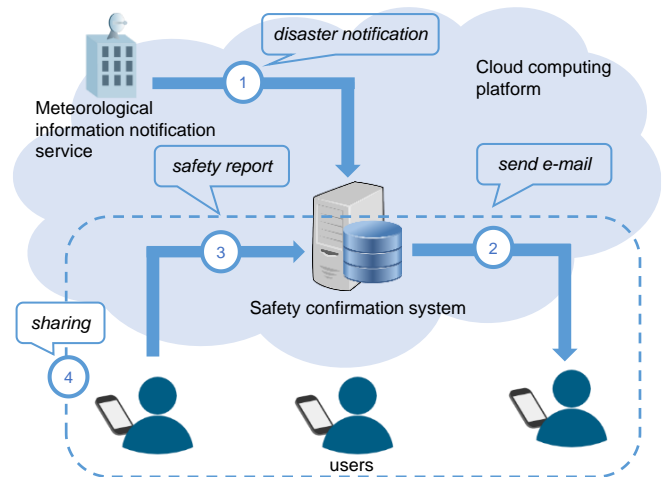 disaster notification
1
Cloud computing
platform
Meteorological
information notification
service
safety report
send e-mail
3
2
Safety confirmation system
sharing
4
users